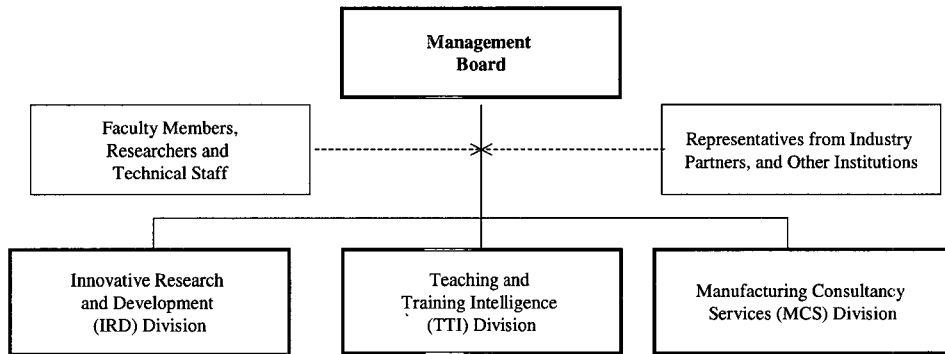 Management
Board
Faculty Members,
Researchers and
Technical Staff
Representatives from Industry
Partners, and Other Institutions
Innovative Research
and Development
(IRD) Division
Teaching and
Training Intelligence
(TTI) Division
Manufacturing Consultancy
Services (MCS) Division